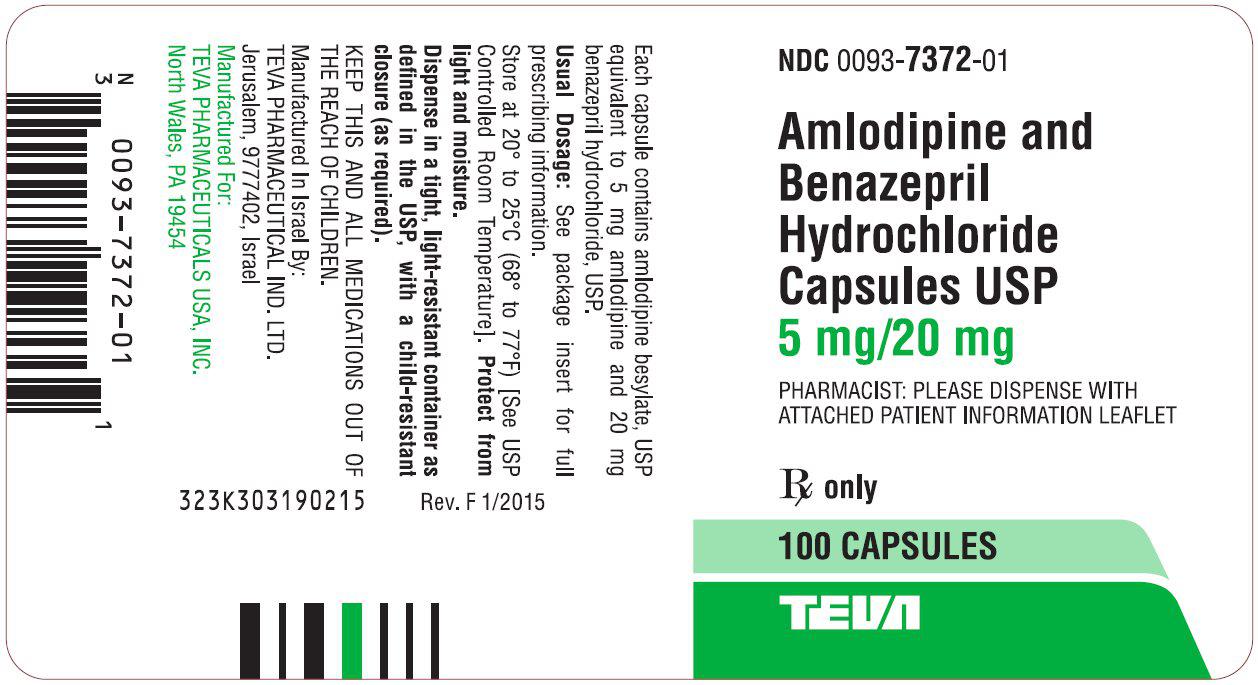 NDC 0093-7372-01
Amlodipine and
Benazepril
Hydrochloride
Capsules USP
5 mg/20 mg
PHARMACIST: PLEASE DISPENSE WITH
ATTACHED PATIENT INFORMATION LEAFLET
Rx only
100 CAPSULES
TEVA
Each capsule contains amlodipine besylate, USP
equivalent to 5 mg amlodipine and 20 mg
benazepril hydrochloride, USP.
Usual Dosage: See package insert for full
prescribing information.
Store at 20° to 25°C (68° to 77°F) [See USP
Controlled Room Temperature]. Protect from
light and moisture.
Dispense in a tight, light-resistant container as
defined in the USP, with a child-resistant
closure (as required).
KEEP THIS AND ALL MEDICATIONS OUT OF
THE REACH OF CHILDREN.
Manufactured In Israel By:
TEVA PHARMACEUTICAL IND. LTD.
Jerusalem, 9777402, Israel
Manufactured For:
TEVA PHARMACEUTICALS USA, INC.
North Wales, PA 19454
N
3 0093-7372-01 1
323K303190215
Rev. F 1/2015